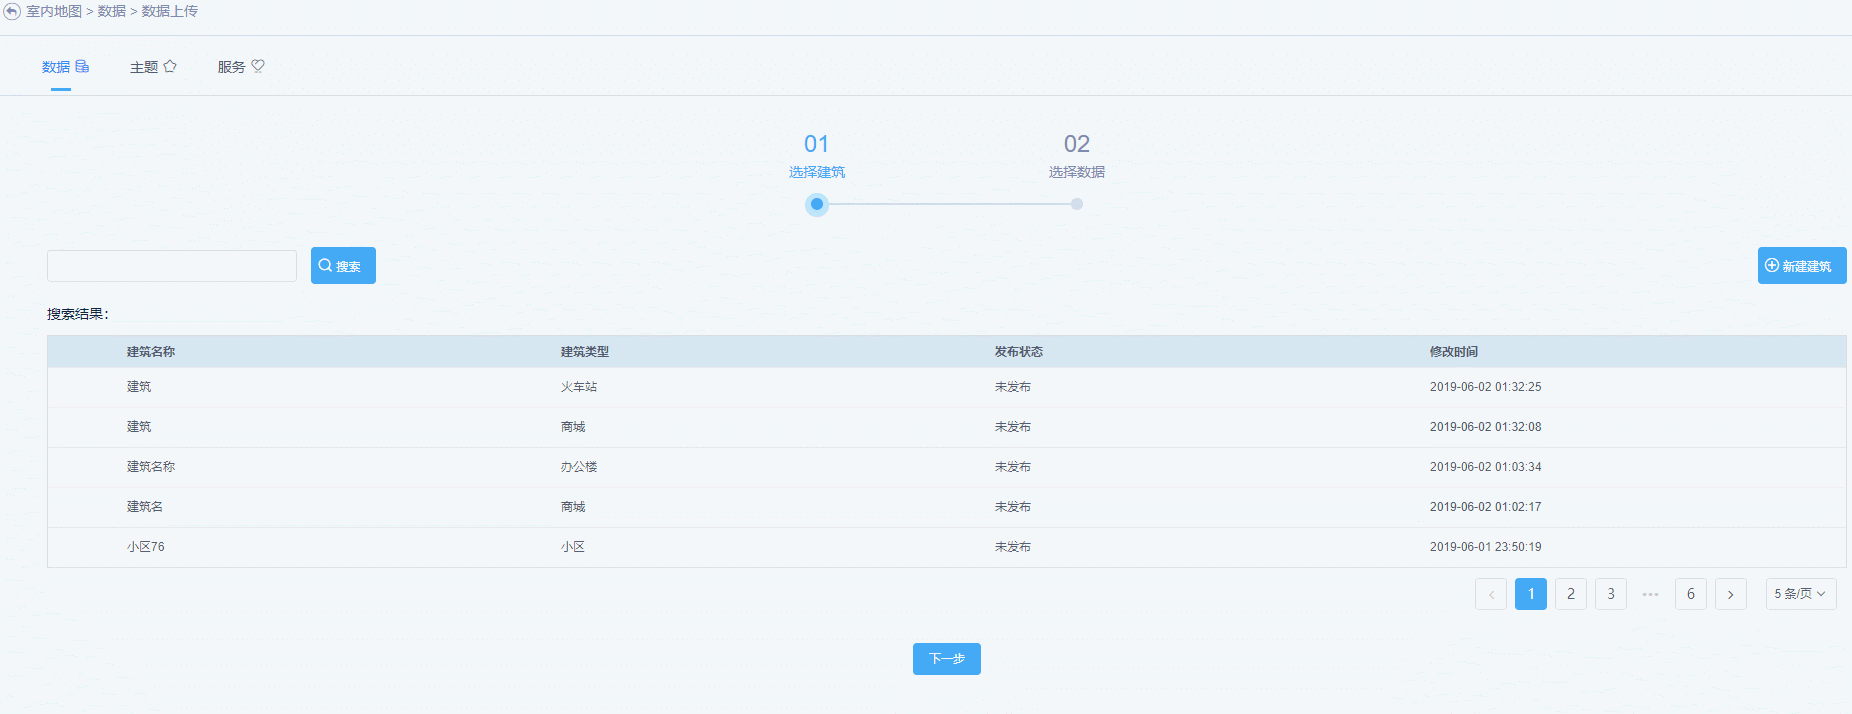 室内地图 > 数据 > 数据上传
数据 主题 服务
01 02
选择建筑 选择数据
搜索 新建建筑
搜索结果：
建筑名称 建筑类型 发布状态 修改时间
建筑 火车站 未发布 2019-06-02 01:32:25
建筑 商城 未发布 2019-06-02 01:32:08
建筑名称 办公楼 未发布 2019-06-02 01:03:34
建筑名 商城 未发布 2019-06-02 01:02:17
小区76 小区 未发布 2019-06-01 23:50:19
< 1 2 3 ••• 6 > 5 条/页
下一步